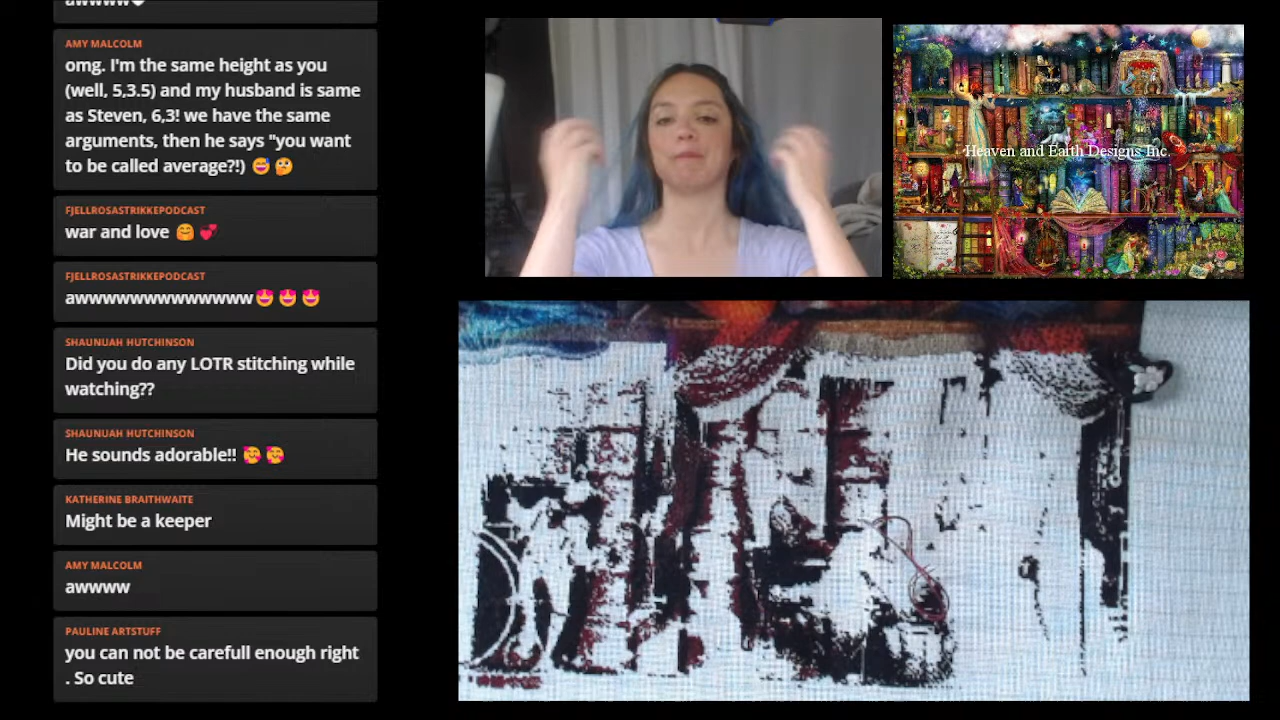 AMY MALCOLM
omg. I'm the same height as you
(well, 5,3.5) and my husband is same
as Steven, 6,3! we have the same
arguments, then he says "you want
to be called average?!) 😅 🤔
FJELLROSASTRIKKEPODCAST
war and love 🤗 💕
FJELLROSASTRIKKEPODCAST
awwwwwwwwwwwww😍 😍 😍
SHAUNUAH HUTCHINSON
Did you do any LOTR stitching while
watching??
SHAUNUAH HUTCHINSON
He sounds adorable!! 🥰 🥰
KATHERINE BRAITHWAITE
Might be a keeper
AMY MALCOLM
awwww
PAULINE ARTSTUFF
you can not be carefull enough right
. So cute
Heaven and Earth Designs Inc.